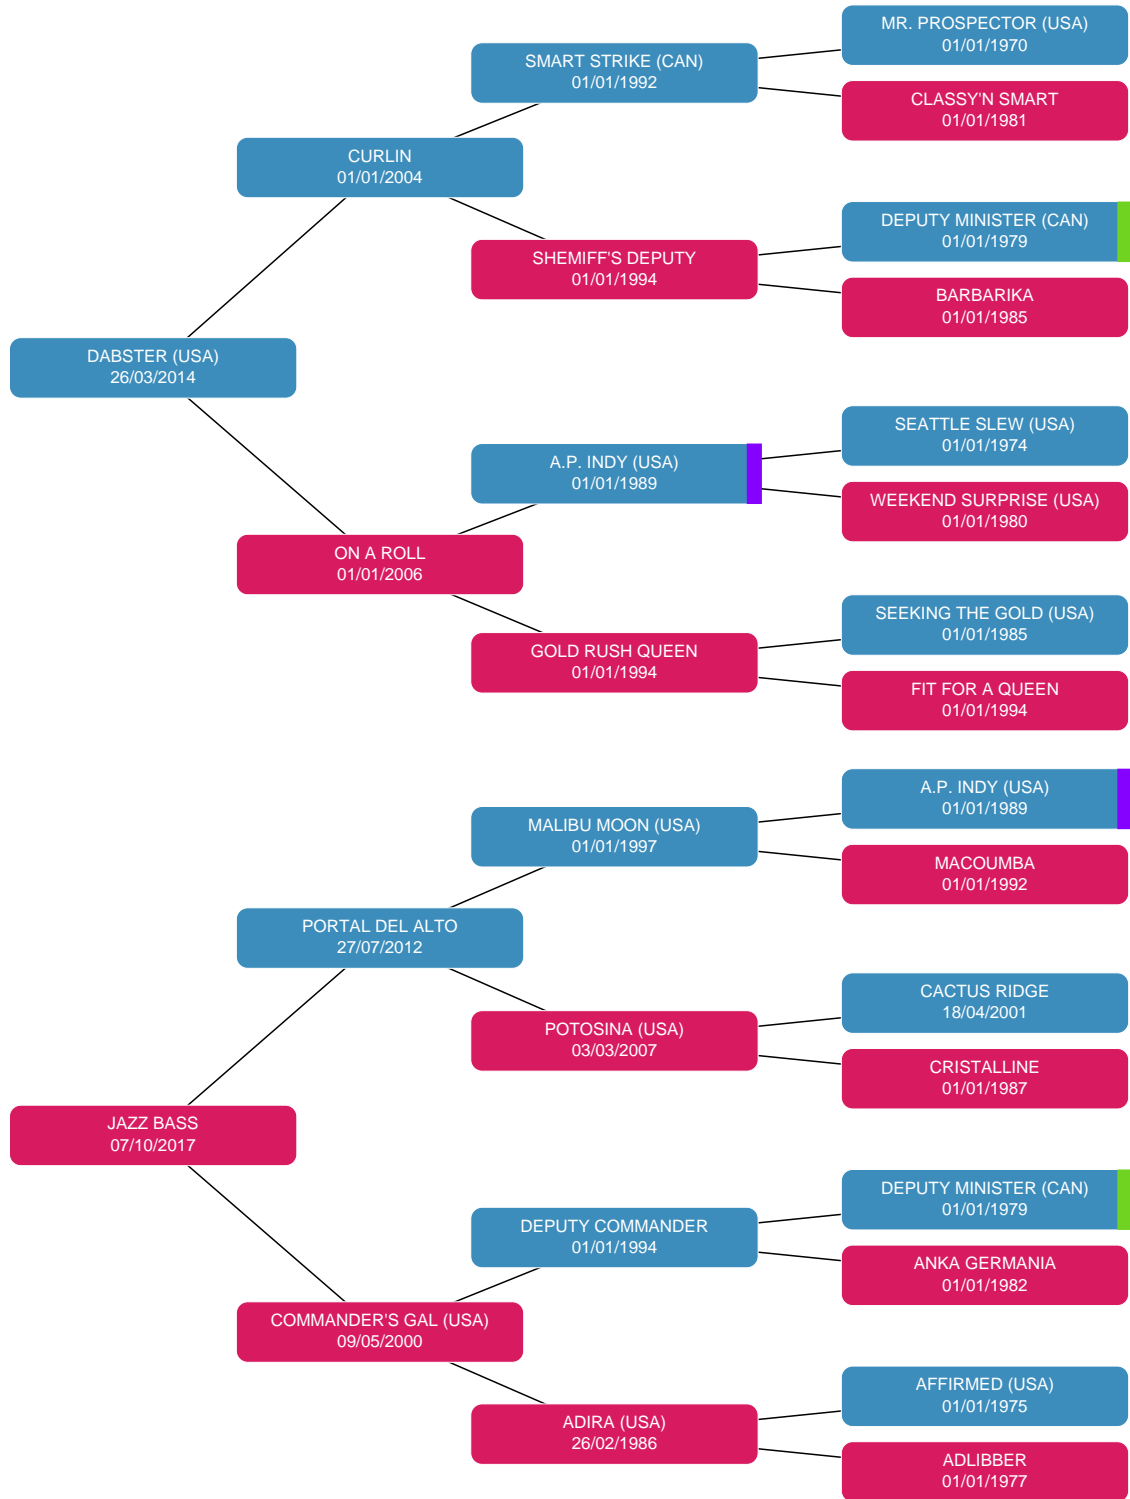 MR. PROSPECTOR (USA)
01/01/1970
SMART STRIKE (CAN)
01/01/1992
CLASSY'N SMART
01/01/1981
CURLIN
01/01/2004
DEPUTY MINISTER (CAN)
01/01/1979
SHEMIFF'S DEPUTY
01/01/1994
BARBARIKA
01/01/1985
DABSTER (USA)
26/03/2014
SEATTLE SLEW (USA)
01/01/1974
A.P. INDY (USA)
01/01/1989
WEEKEND SURPRISE (USA)
01/01/1980
ON A ROLL
01/01/2006
SEEKING THE GOLD (USA)
01/01/1985
GOLD RUSH QUEEN
01/01/1994
FIT FOR A QUEEN
01/01/1994
A.P. INDY (USA)
01/01/1989
MALIBU MOON (USA)
01/01/1997
MACOUMBA
01/01/1992
PORTAL DEL ALTO
27/07/2012
CACTUS RIDGE
18/04/2001
POTOSINA (USA)
03/03/2007
CRISTALLINE
01/01/1987
JAZZ BASS
07/10/2017
DEPUTY MINISTER (CAN)
01/01/1979
DEPUTY COMMANDER
01/01/1994
ANKA GERMANIA
01/01/1982
COMMANDER'S GAL (USA)
09/05/2000
AFFIRMED (USA)
01/01/1975
ADIRA (USA)
26/02/1986
ADLIBBER
01/01/1977